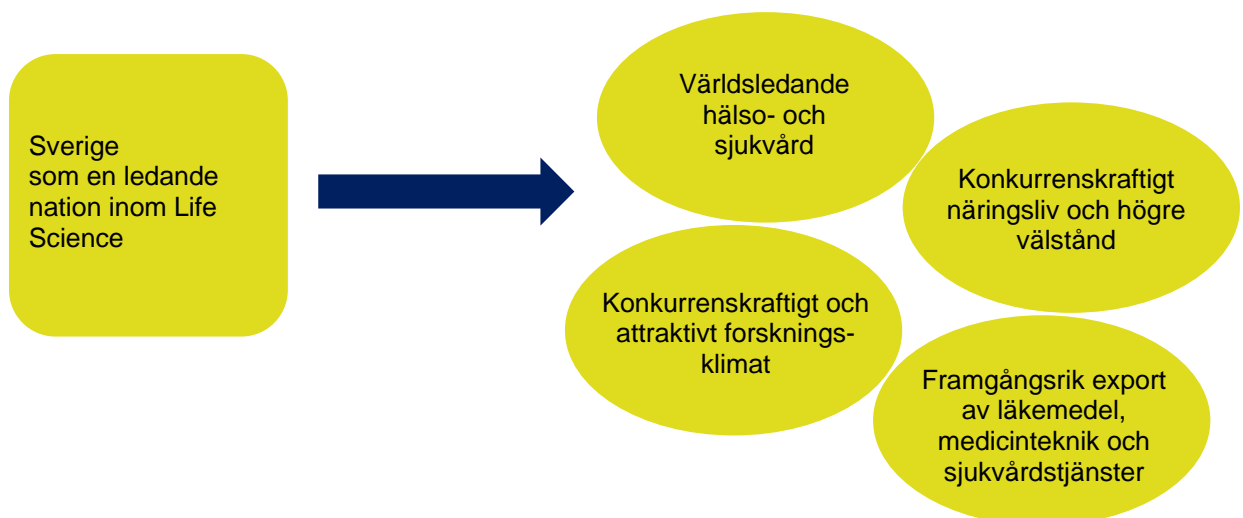 Sverige
som en ledande
nation inom Life
Science
Världsledande
hälso- och
sjukvård
Konkurrenskraftigt
näringsliv och högre
välstånd
Konkurrenskraftigt och
attraktivt forsknings-
klimat
Framgångsrik export
av läkemedel,
medicinteknik och
sjukvårdstjänster